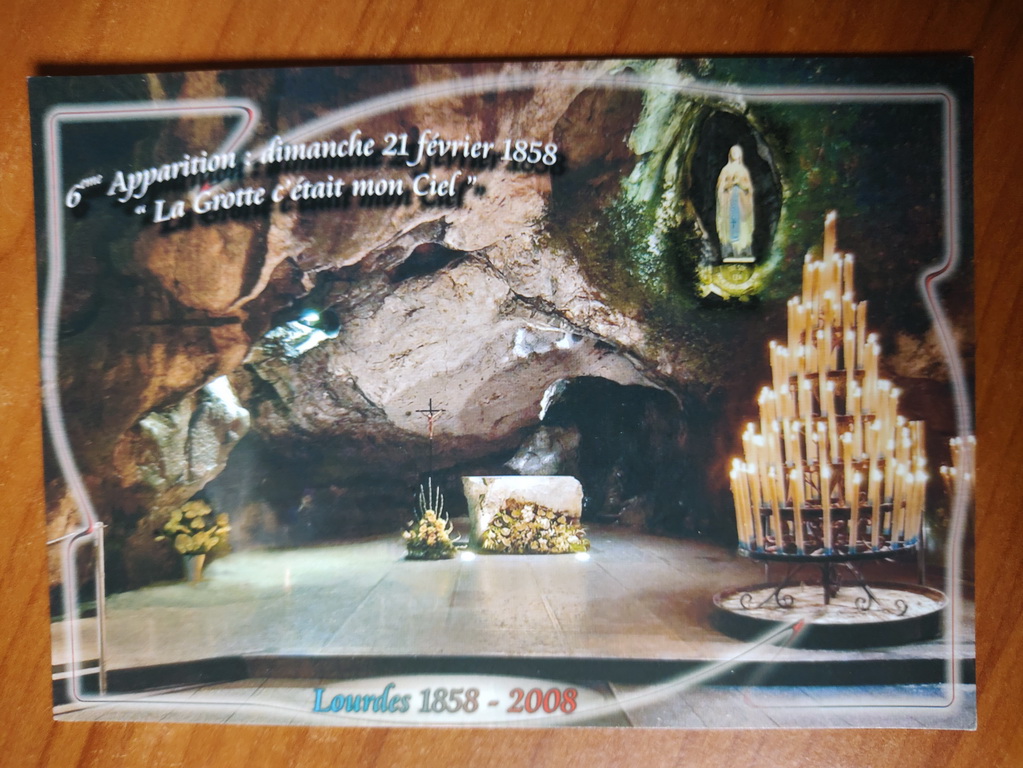 6ème Apparition : dimanche 21 février 1858
“ La Grotte c'était mon Ciel ”
Lourdes 1858 - 2008